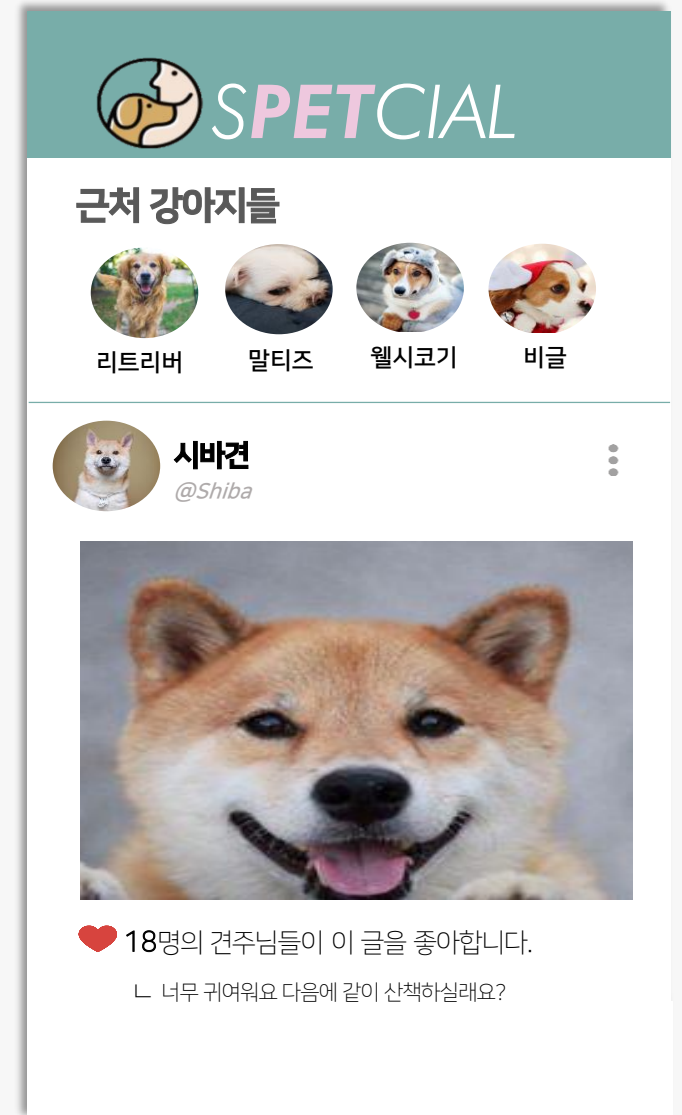 SPETCIAL
근처 강아지들
리트리버 말티즈 웰시코기 비글
시바견
@Shiba
18명의 견주님들이 이 글을 좋아합니다.
ㄴ 너무 귀여워요 다음에 같이 산책하실래요?